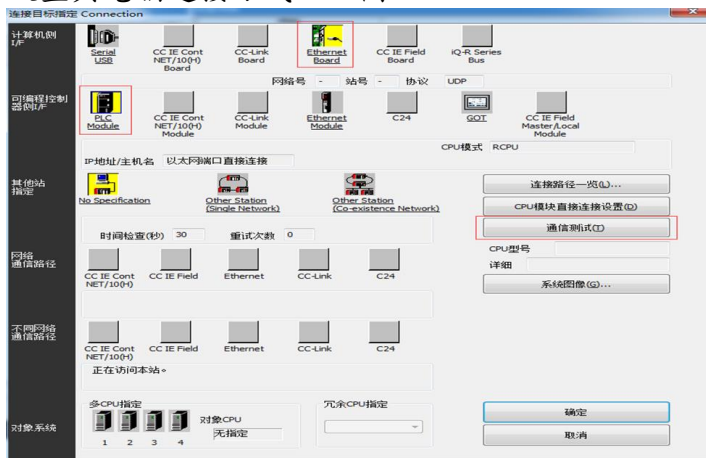 连接目标指定 Connection
计算机侧
I/F
Serial
USB
CC IE Cont
NET/10(H)
Board
CC-Link
Board
Ethernet
Board
CC IE Field
Board
iQ-R Series
Bus
网络号 - 站号 - 协议 UDP
可编程控制
器侧I/F
PLC
Module
CC IE Cont
NET/10(H)
Module
CC-Link
Module
Ethernet
Module
C24
GOT
CC IE Field
Master/Local
Module
CPU模式 RCPU
IP地址/主机名 以太网端口直接连接
其他站
指定
No Specification
Other Station
(Single Network)
Other Station
(Co-existence Network)
连接路径一览(L)...
CPU模块直接连接设置(D)
时间检查(秒) 30 重试次数 0
通信测试(T)
CPU型号
详细
系统图像(G)...
网络
通信路径
CC IE Cont
NET/10(H)
CC IE Field
Ethernet
CC-Link
C24
不同网络
通信路径
CC IE Cont
NET/10(H)
CC IE Field
Ethernet
CC-Link
C24
正在访问本站。
对象系统
多CPU指定
1 2 3 4
对象CPU
无指定
冗余CPU指定
确定
取消